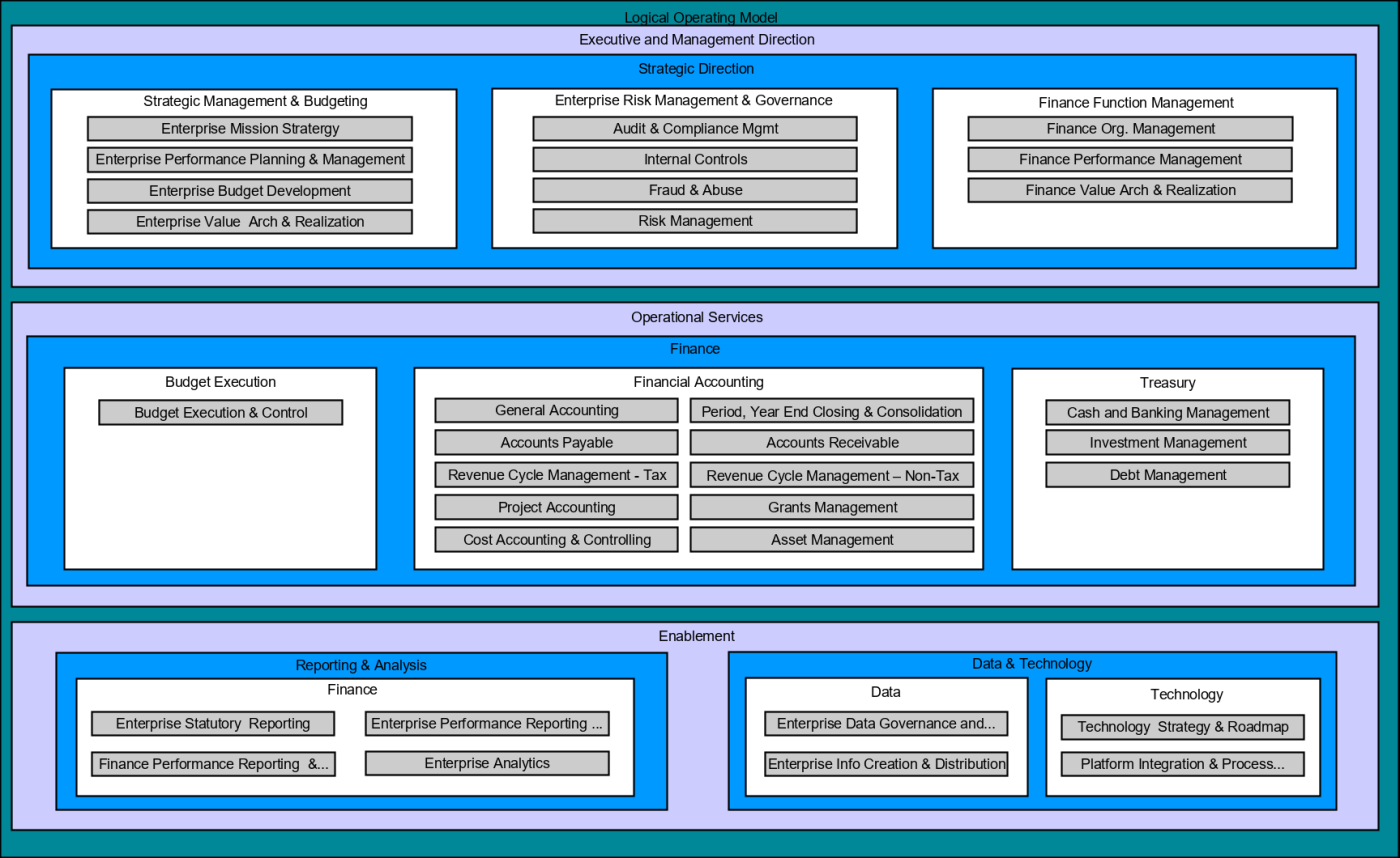 Logical Operating Model
Executive and Management Direction
Strategic Direction
Strategic Management & Budgeting
Enterprise Mission Stratergy
Enterprise Performance Planning & Management
Enterprise Budget Development
Enterprise Value  Arch & Realization
Enterprise Risk Management & Governance
Audit & Compliance Mgmt
Internal Controls
Fraud & Abuse
Risk Management
Finance Function Management
Finance Org. Management
Finance Performance Management
Finance Value Arch & Realization
Operational Services
Finance
Budget Execution
Budget Execution & Control
Financial Accounting
General Accounting
Period, Year End Closing & Consolidation
Accounts Payable
Accounts Receivable
Revenue Cycle Management - Tax
Revenue Cycle Management – Non-Tax
Project Accounting
Grants Management
Cost Accounting & Controlling
Asset Management
Treasury
Cash and Banking Management
Investment Management
Debt Management
Enablement
Reporting & Analysis
Finance
Enterprise Statutory  Reporting
Enterprise Performance Reporting ...
Finance Performance Reporting  &...
Enterprise Analytics
Data & Technology
Data
Enterprise Data Governance and...
Enterprise Info Creation & Distribution
Technology
Technology  Strategy & Roadmap
Platform Integration & Process...